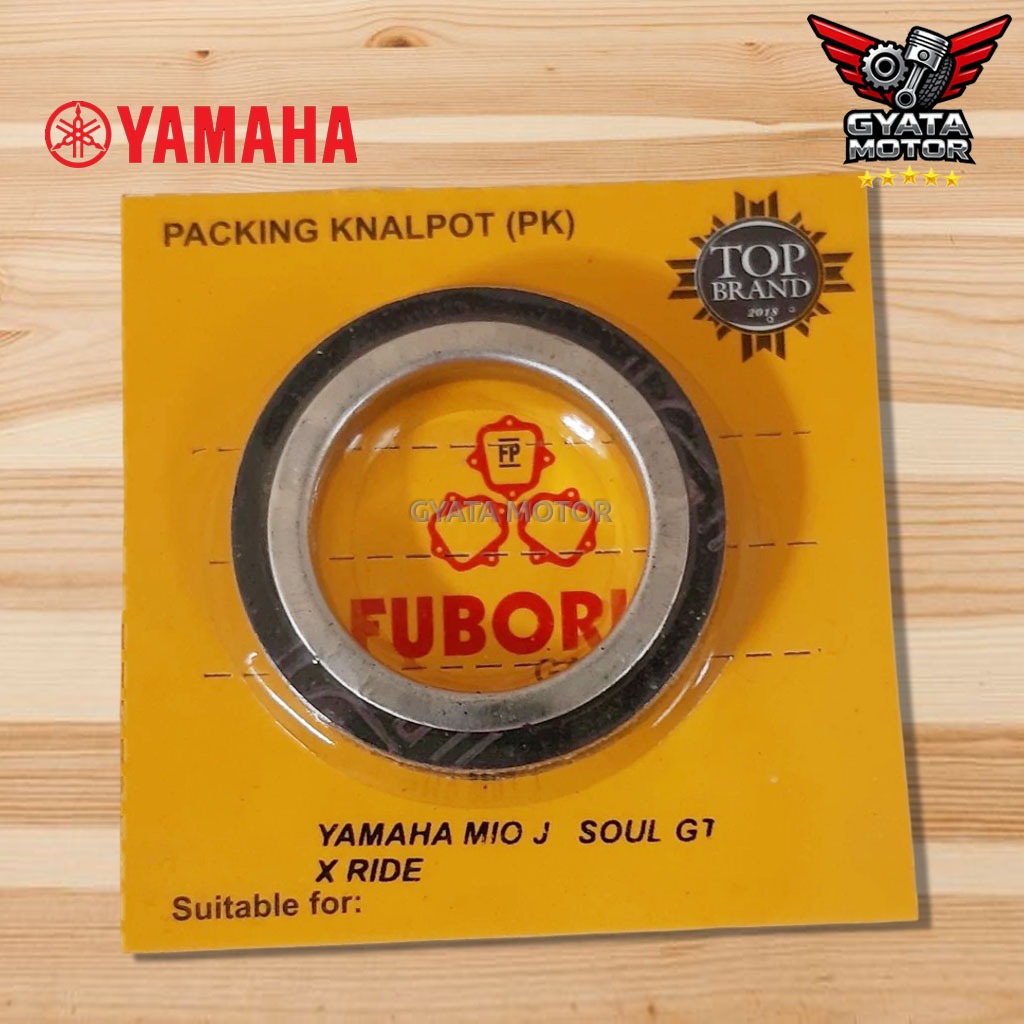 YAMAHA
GYATA
MOTOR
PACKING KNALPOT (PK)
TOP
BRAND
2018
FP
GYATA MOTOR
FUBORI
YAMAHA MIO J SOUL GT
X RIDE
Suitable for: